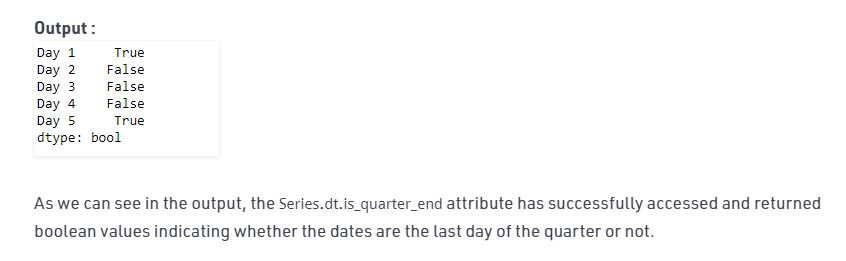 Output :
Day 1     True
Day 2    False
Day 3    False
Day 4    False
Day 5     True
dtype: bool
As we can see in the output, the Series.dt.is_quarter_end attribute has successfully accessed and returned
boolean values indicating whether the dates are the last day of the quarter or not.